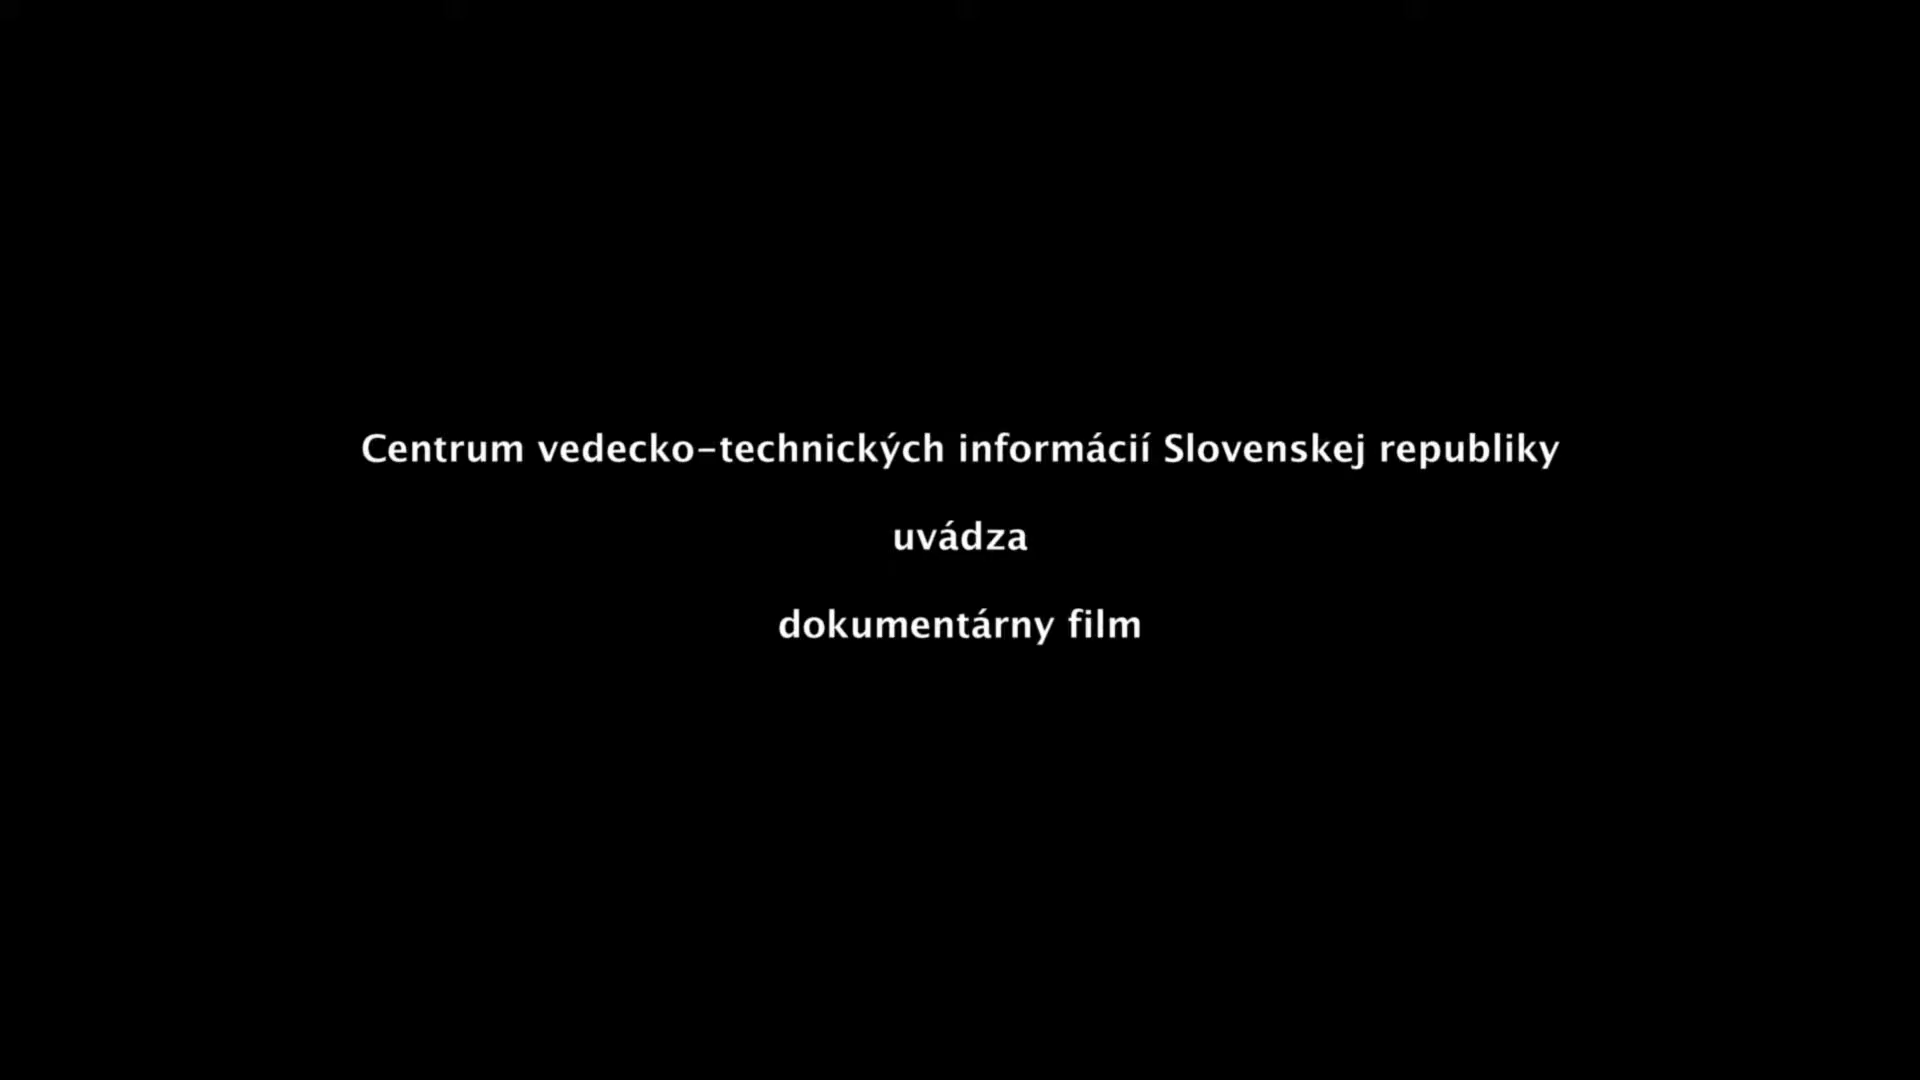 Centrum vedecko-technických informácií Slovenskej republiky
uvádza
dokumentárny film